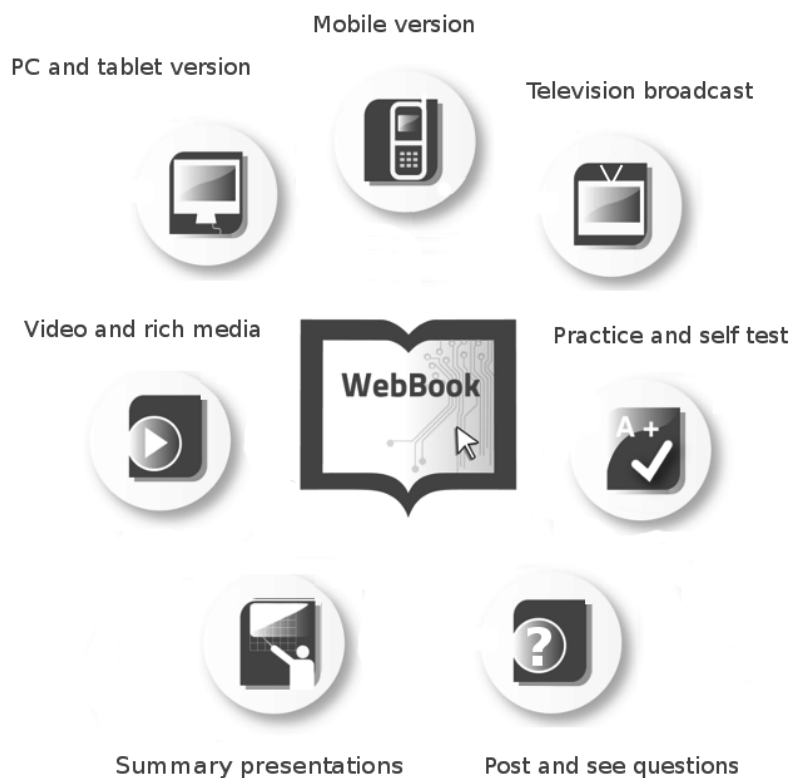 Mobile version
PC and tablet version
Television broadcast
Video and rich media
Practice and self test
WebBook
A +
?
Summary presentations
Post and see questions